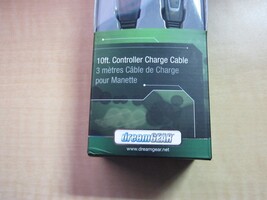 10ft. Controller Charge Cable
3 mètres Câble de Charge
pour Manette
dreamGEAR
www.dreamgear.net